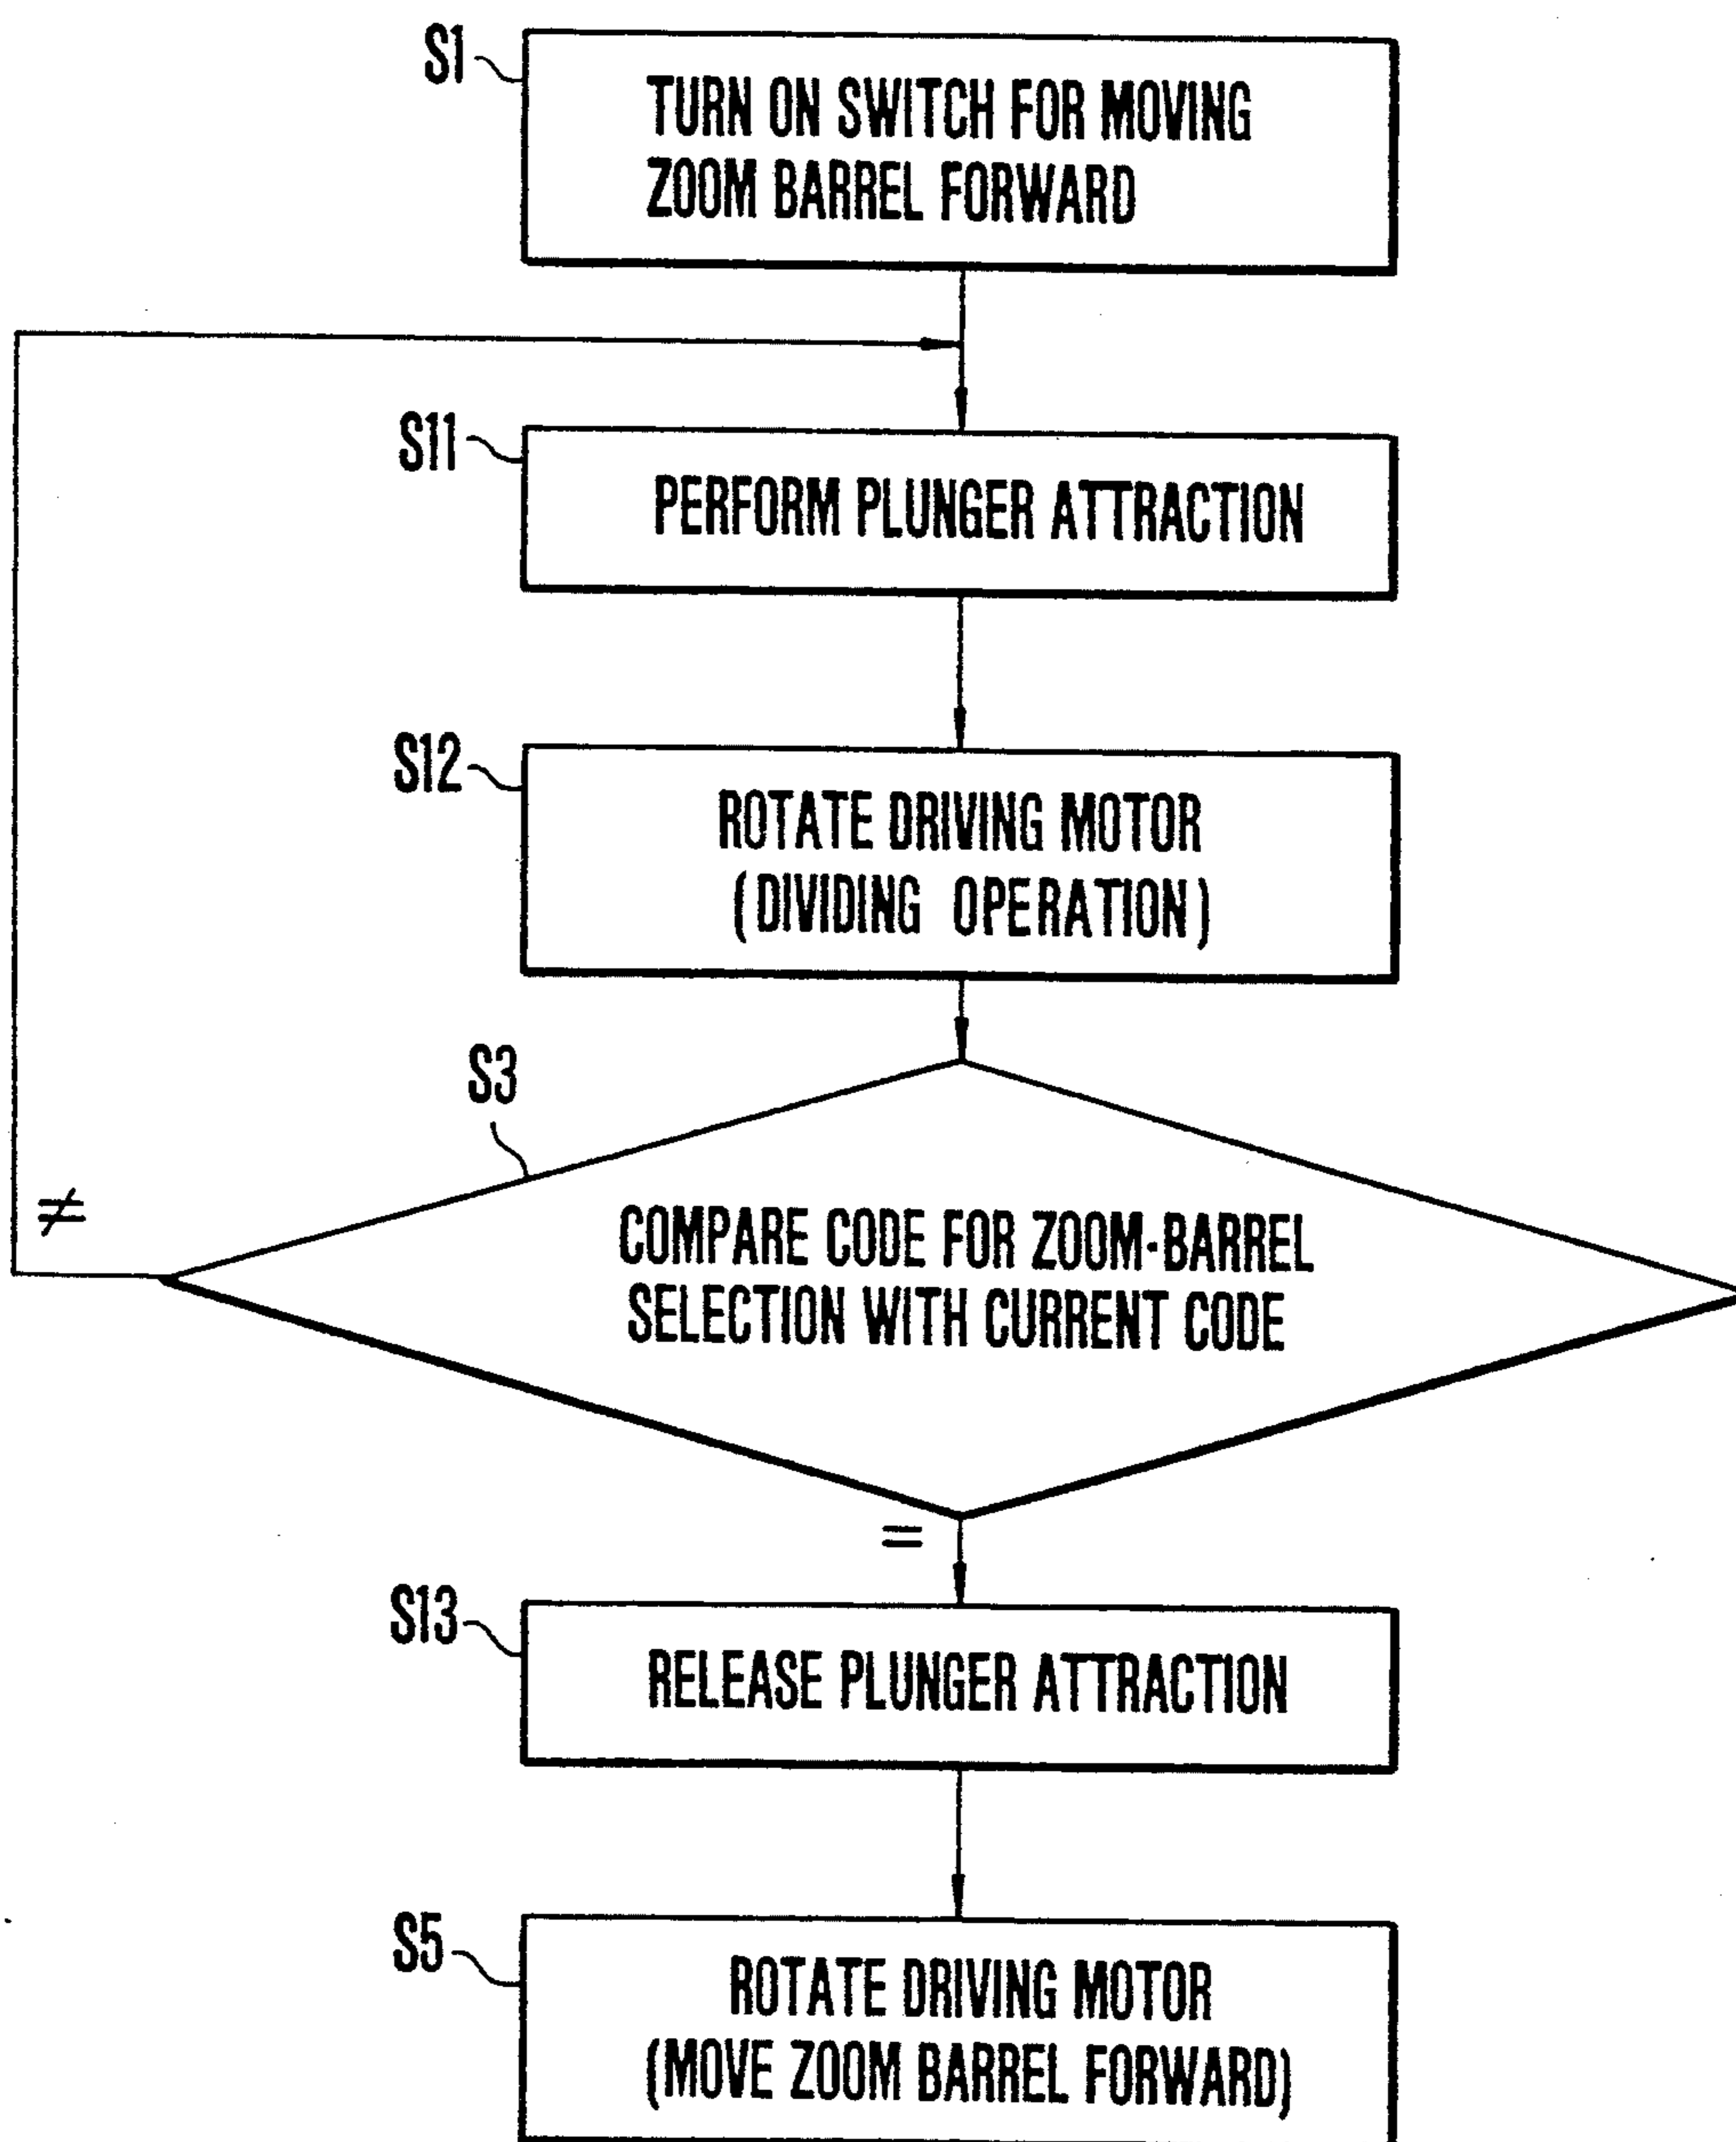 S1
TURN ON SWITCH FOR MOVING
ZOOM BARREL FORWARD
S11
PERFORM PLUNGER ATTRACTION
S12
ROTATE DRIVING MOTOR
(DIVIDING OPERATION)
S3
≠
COMPARE CODE FOR ZOOM-BARREL
SELECTION WITH CURRENT CODE
=
S13
RELEASE PLUNGER ATTRACTION
S5
ROTATE DRIVING MOTOR
(MOVE ZOOM BARREL FORWARD)